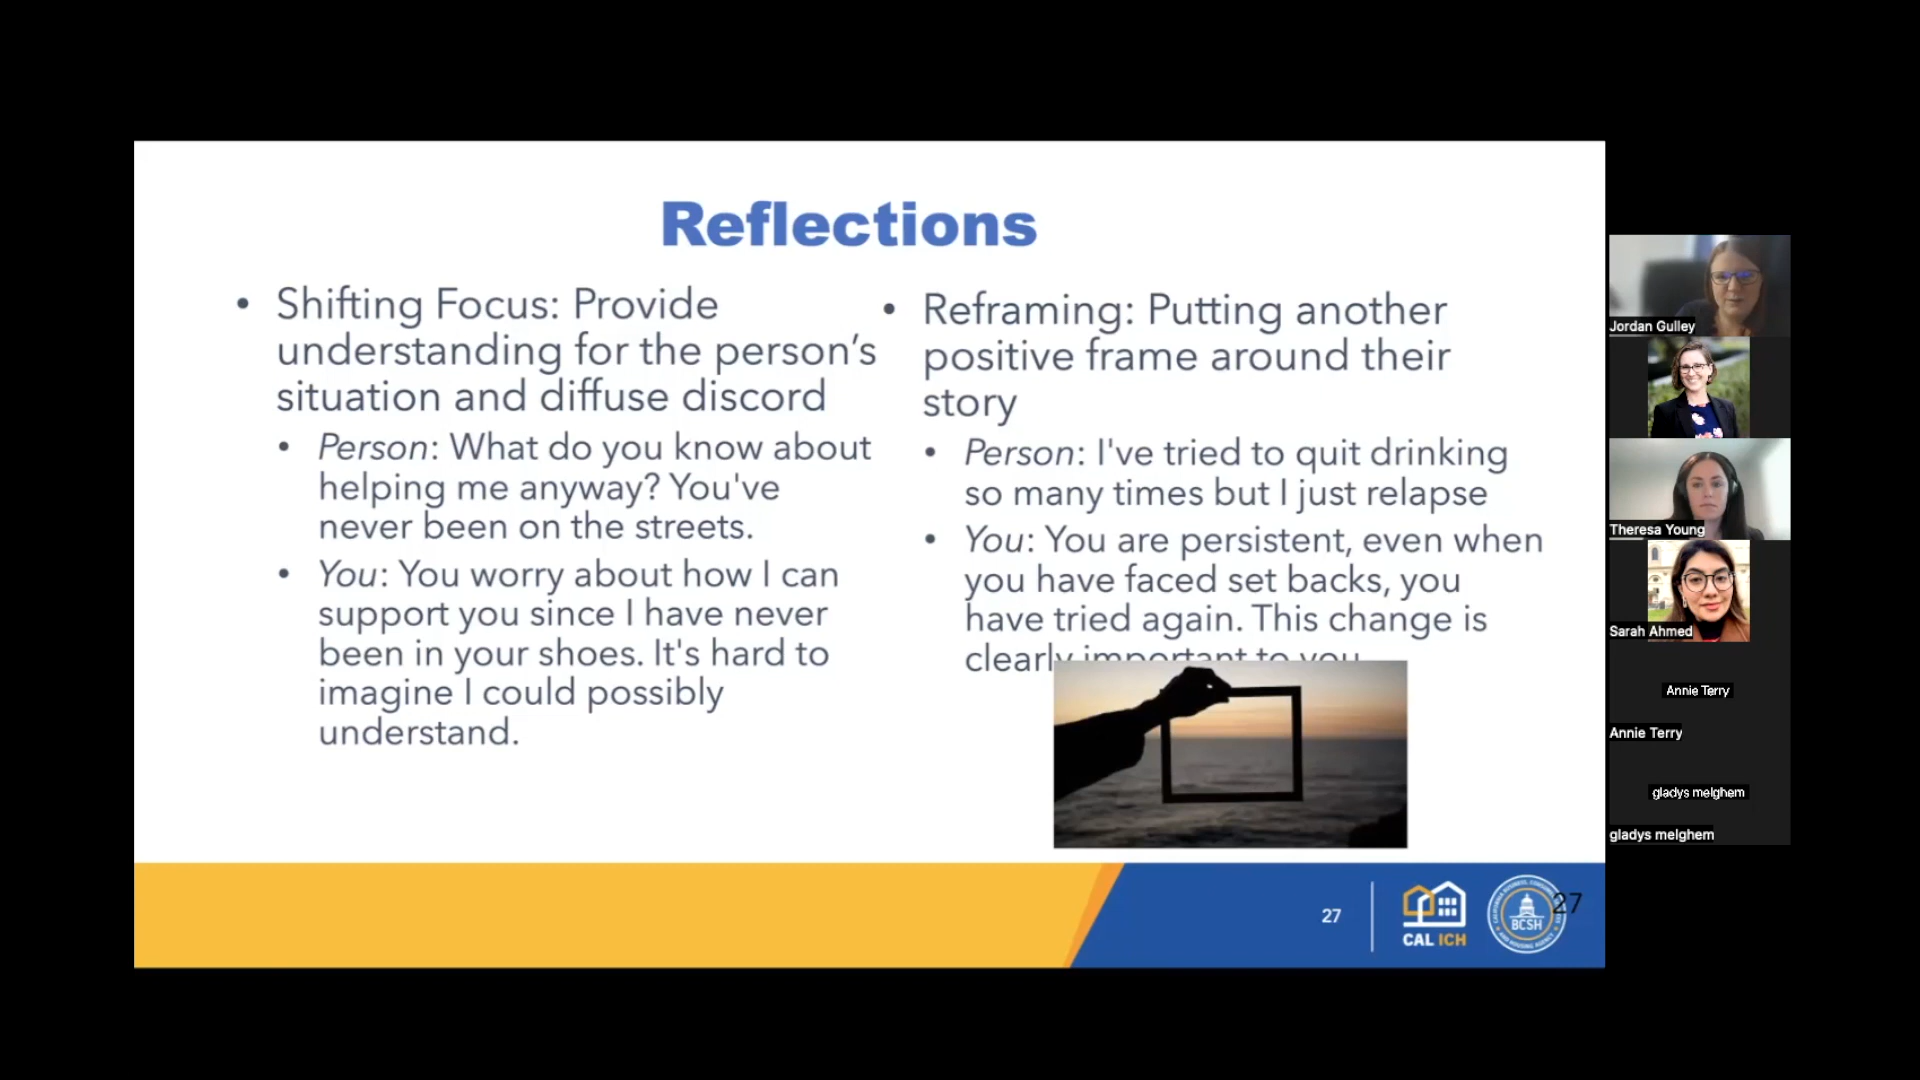 Reflections
• Shifting Focus: Provide
understanding for the person’s
situation and diffuse discord
• Person: What do you know about
helping me anyway? You've
never been on the streets.
• You: You worry about how I can
support you since I have never
been in your shoes. It's hard to
imagine I could possibly
understand.
• Reframing: Putting another
positive frame around their
story
• Person: I've tried to quit drinking
so many times but I just relapse
• You: You are persistent, even when
you have faced set backs, you
have tried again. This change is
clearly important to you
27
CAL ICH
BCSH
27
Jordan Gulley
Theresa Young
Sarah Ahmed
Annie Terry
Annie Terry
gladys melghem
gladys melghem